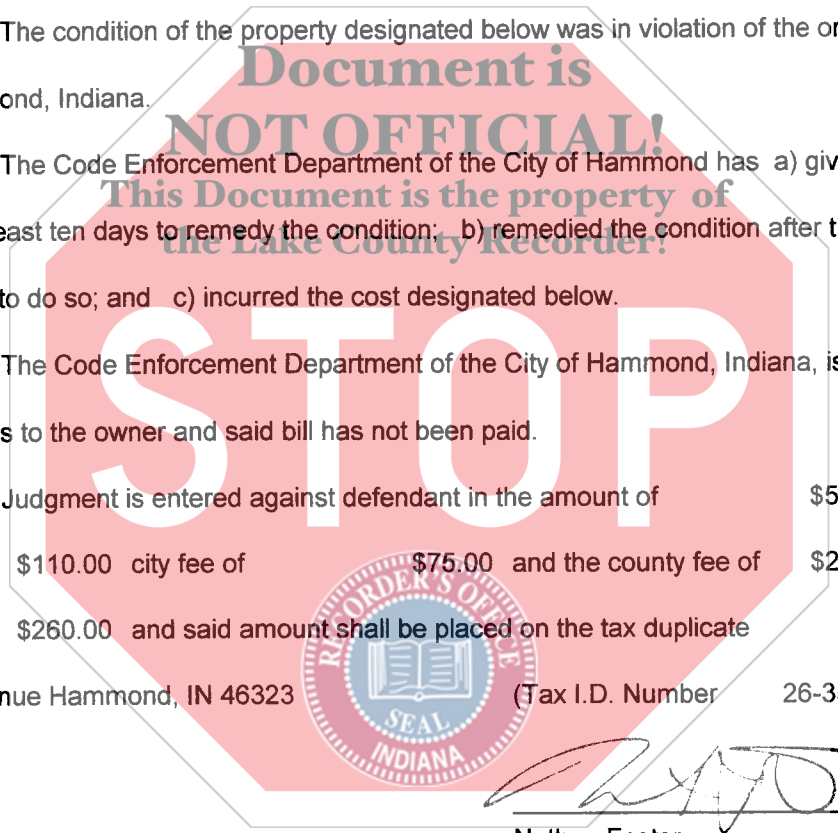 The condition of the property designated below was in violation of the or
Document is
ond, Indiana.
NOT OFFICIAL!
The Code Enforcement Department of the City of Hammond has a) giv
This Document is the property of
east ten days to remedy the condition; b) remedied the condition after t
the Lake County Recorder!
to do so; and c) incurred the cost designated below.
STOP
The Code Enforcement Department of the City of Hammond, Indiana, is
s to the owner and said bill has not been paid.
Judgment is entered against defendant in the amount of $5
$110.00 city fee of $75.00 and the county fee of $2
RECORDER'S OFFICE
$260.00 and said amount shall be placed on the tax duplicate
nue Hammond, IN 46323 (Tax I.D. Number 26-3
SEAL
INDIANA